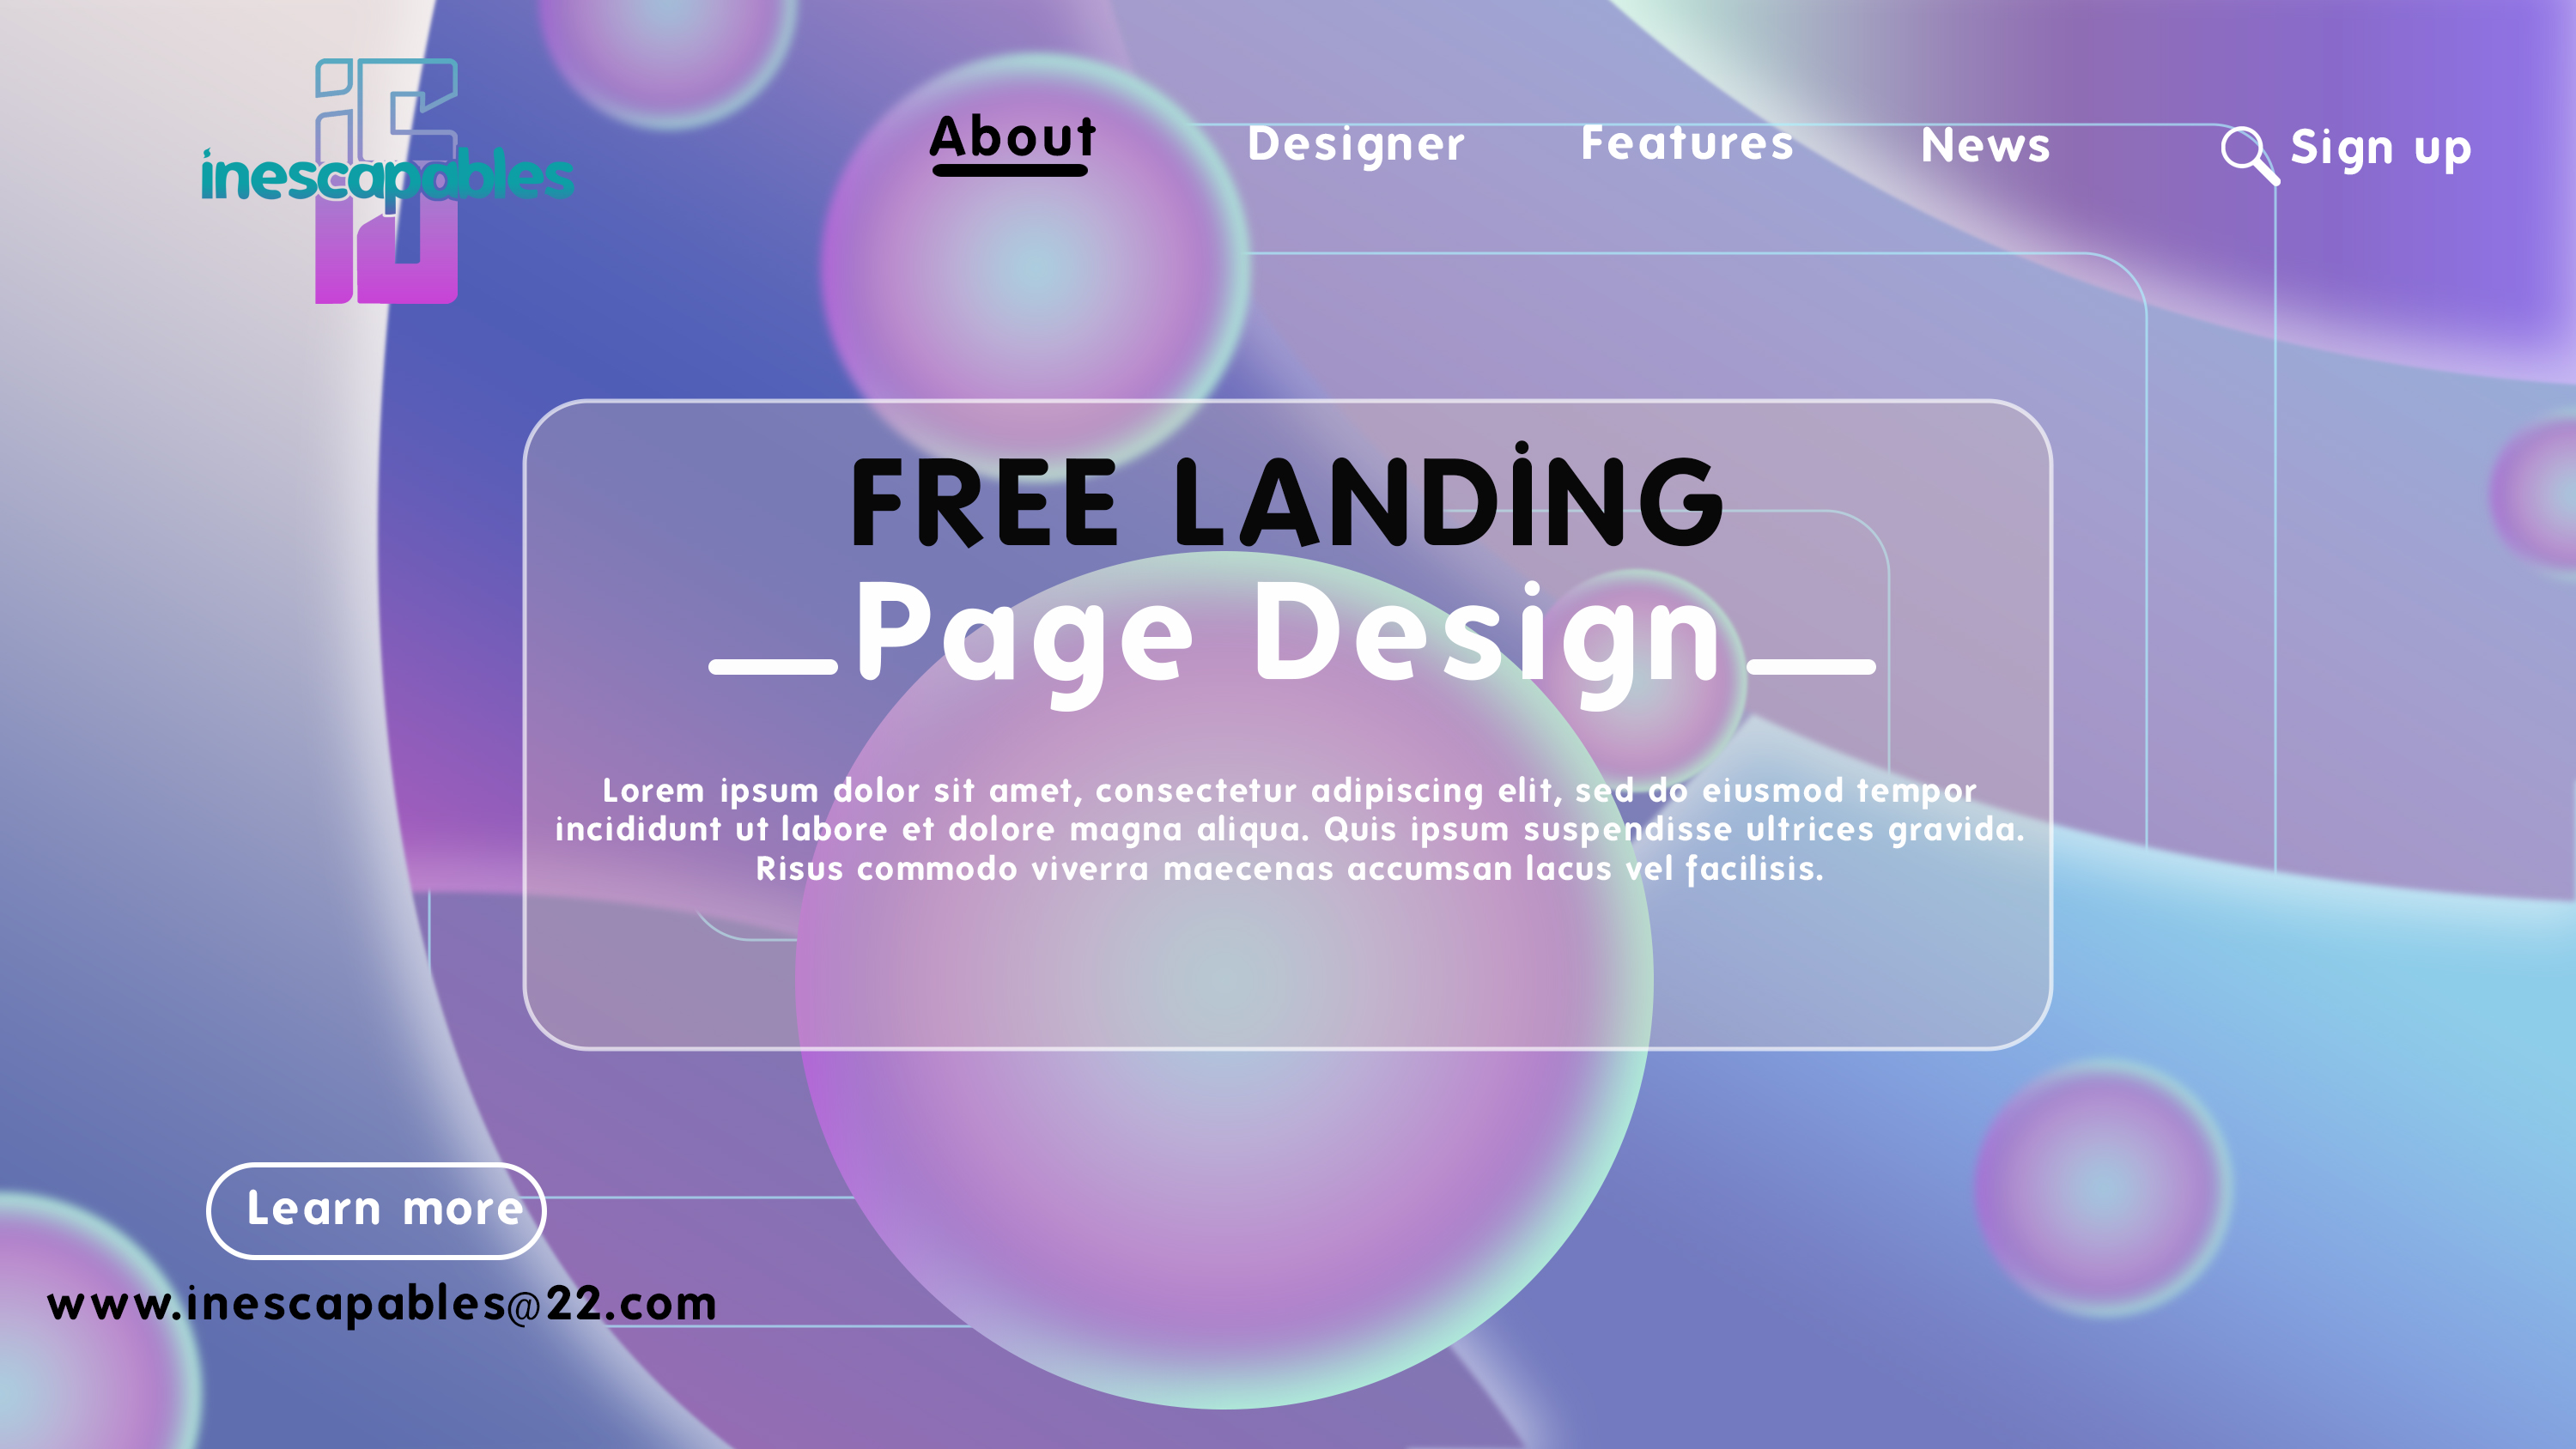 inescapables
About
Designer
Features
News
Sign up
FREE LANDİNG
Page Design
Lorem ipsum dolor sit amet, consectetur adipiscing elit, sed do eiusmod tempor
incididunt ut labore et dolore magna aliqua. Quis ipsum suspendisse ultrices gravida.
Risus commodo viverra maecenas accumsan lacus vel facilisis.
Learn more
www.inescapables@22.com